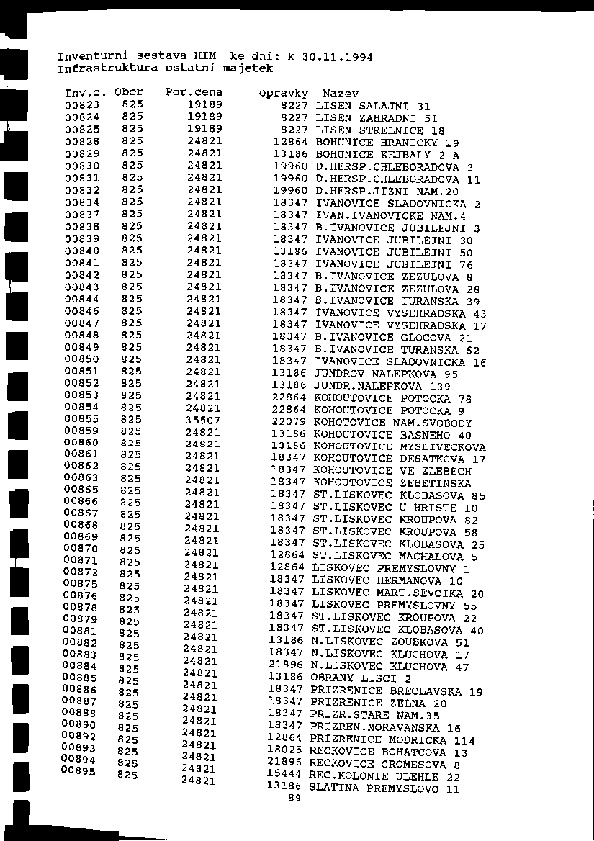 Inventurni sestava HIM ke dni: k 30.11.1994
Infrastruktura ostatni majetek
Inv.c. Obor Por.cena Opravky Nazev
00823 825 19189 8227 LISEN SALAJNI 31
00824 825 19189 8227 LISEN ZAHRADNI 51
00825 825 19189 8227 LISEN STRELNICE 18
00828 825 24821 12864 BOHUNICE HRANICKY 19
00829 825 24821 13186 BOHUNICE 2 A
00830 825 24821 19960 D.HERSP.CHLEBORADOVA 3
00831 825 24821 19960 D.HERSP.CHLEBORADOVA 11
00832 825 24821 19960 D.HERSP.JIZNI NAM.20
00834 825 24821 18347 IVANOVICE SLADOVNICKA 2
00837 825 24821 18347 IVAN.IVANOVICKE NAM.4
00838 825 24821 18347 B.IVANOVICE JUBILEJNI 3
00839 825 24821 18347 IVANOVICE JUBILEJNI 30
00840 825 24821 13186 IVANOVICE JUBILEJNI 50
00841 825 24821 18347 IVANOVICE JUBILEJNI 76
00842 825 24821 18347 B.IVANOVICE ZEZULOVA 8
00843 825 24821 18347 B.IVANOVICE ZEZULOVA 28
00844 825 24821 18347 B.IVANOVICE TURANSKA 39
00846 825 24821 18347 IVANOVICE VYSEHRADSKA 43
00847 825 24821 18347 IVANOVICE VYSEHRADSKA 17
00848 825 24821 18347 B.IVANOVICE GLOCOVA 21
00849 825 24821 18347 B.IVANOVICE TURANSKA 62
00850 825 24821 18347 IVANOVICE SLADOVNICKA 16
00851 825 24821 13186 JUNDROV NALEPKOVA 95
00852 825 24821 13186 JUNDR.NALEPKOVA 139
00853 825 24821 22864 KOHOUTOVICE POTOCKA 78
00854 825 24821 22864 KOHOUTOVICE POTOCKA 9
00855 825 35507 22079 KOHOUTOVICE NAM.SVOBODY
00859 825 24821 13186 KOHOUTOVICE BASNEHO 40
00860 825 24821 13186 KOHOUTOVICE MYSLIVECKOVA
00861 825 24821 18347 KOHOUTOVICE DESATKOVA 17
00862 825 24821 18347 KOHOUTOVICE VE ZLEBECH
00863 825 24821 18347 KOHOUTOVICE ZEBETINSKA
00865 825 24821 18347 ST.LISKOVEC KLOBASOVA 85
00866 825 24821 18347 ST.LISKOVEC U HRISTE 10
00867 825 24821 18347 ST.LISKOVEC KROUPOVA 82
00868 825 24821 18347 ST.LISKOVEC KROUPOVA 58
00869 825 24821 18347 ST.LISKOVEC KLOBASOVA 25
00870 825 24821 12864 ST.LISKOVEC MACHALOVA 5
00871 825 24821 12864 LISKOVEC PREMYSLOVNY 1
00872 825 24821 18347 LISKOVEC HERMANOVA 16
00875 825 24821 18347 LISKOVEC MART.SEVCIKA 20
00876 825 24821 18347 LISKOVEC PREMYSLOVNY 55
00878 825 24821 18347 ST.LISKOVEC KROUPOVA 22
00879 825 24821 18347 ST.LISKOVEC KLOBASOVA 40
00881 825 24821 13186 N.LISKOVEC ZOUBKOVA 51
00882 825 24821 18347 N.LISKOVEC KLUCHOVA 17
00883 825 24821 21896 N.LISKOVEC KLUCHOVA 47
00884 825 24821 13186 OBRANY LISCI 2
00885 825 24821 18347 PRIZRENICE BRECLAVSKA 19
00886 825 24821 18347 PRIZRENICE ZELNA 20
00887 825 24821 18347 PRIZR.STARE NAM.35
00889 825 24821 18347 PRIZREN.MORAVANSKA 16
00890 825 24821 12864 PRIZRENICE MODRICKA 114
00892 825 24821 18025 RECKOVICE BOHATCOVA 13
00893 825 24821 21896 RECKOVICE CROMESOVA 8
00894 825 24821 15444 REC.KOLONIE ULEHLE 22
00895 825 24821 13186 SLATINA PREMYSLOVO 11
89